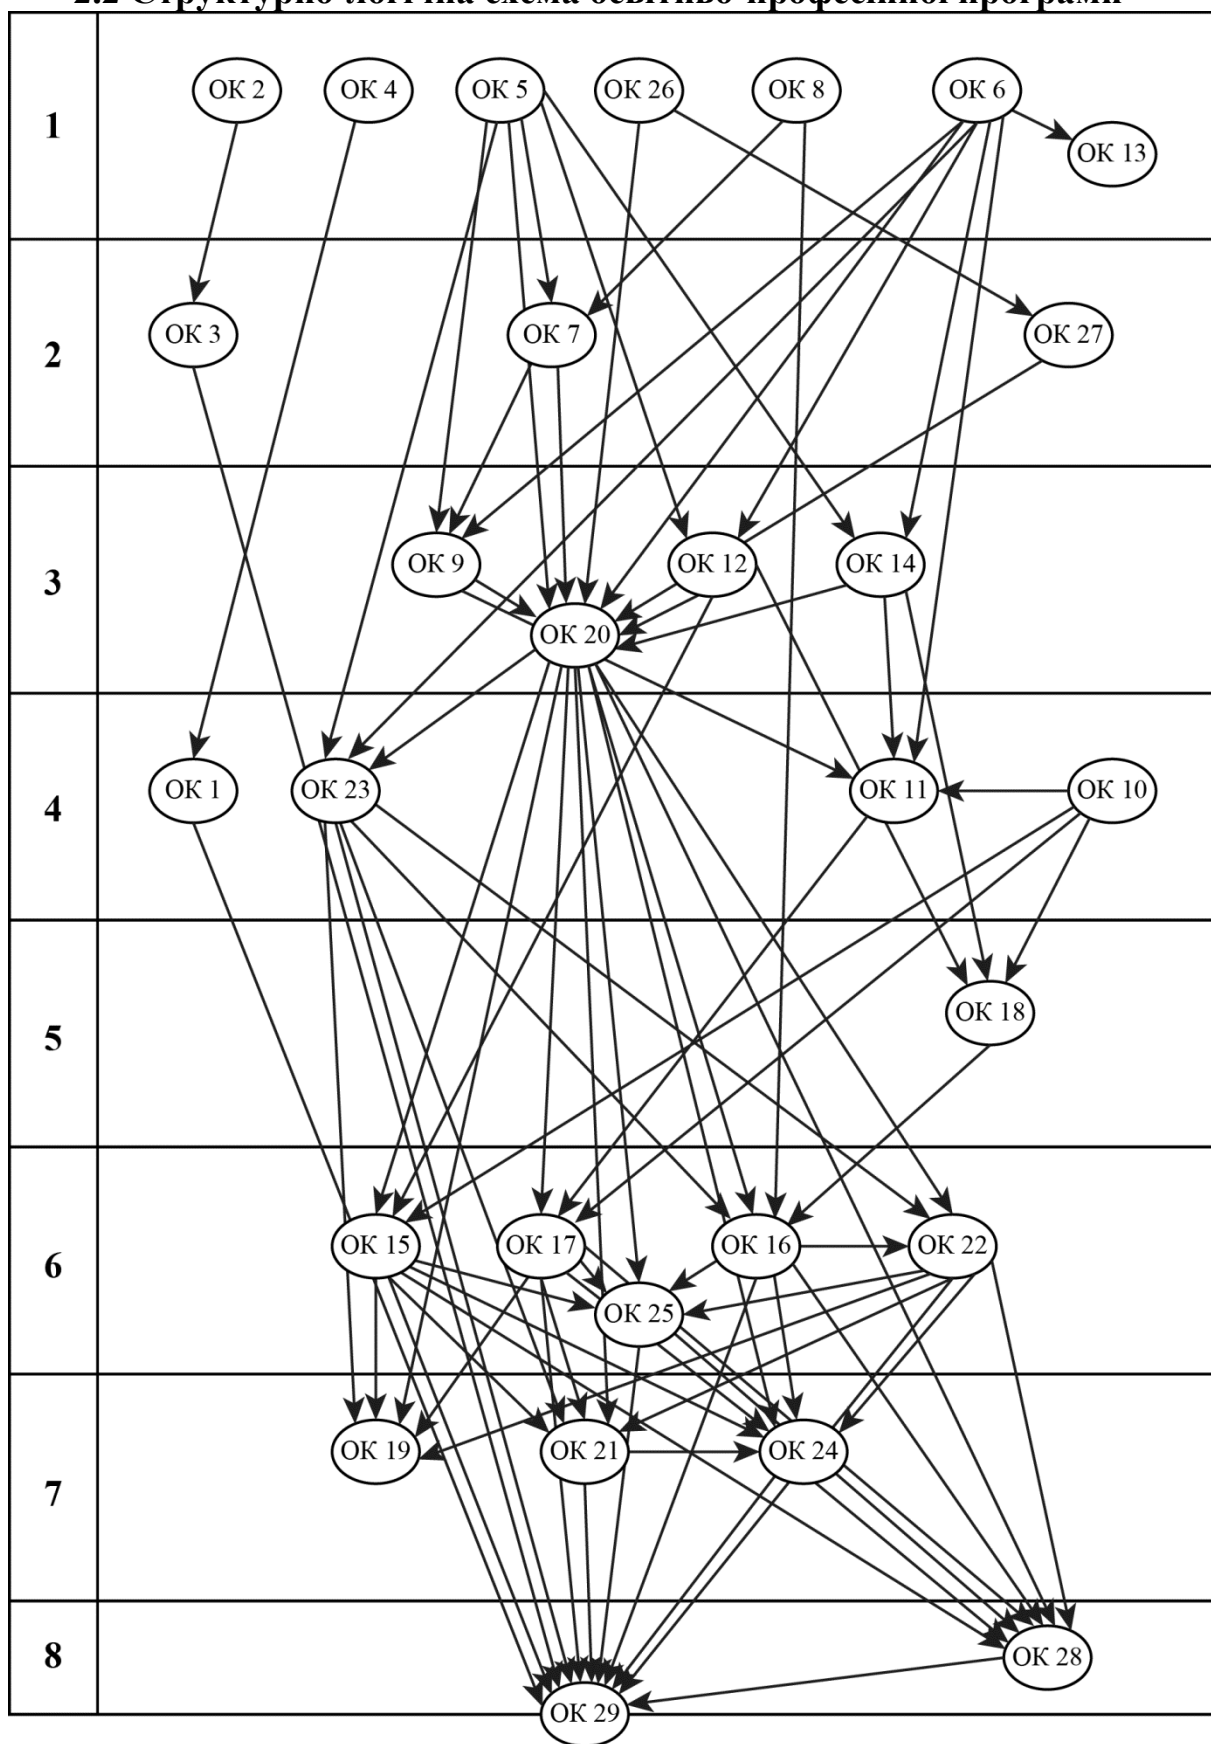 2.2 Структурно-логічна схема освітньо-професійної програми
1
ОК 2
ОК 4
ОК 5
ОК 26
ОК 8
ОК 6
ОК 13
2
ОК 3
ОК 7
ОК 27
3
ОК 9
ОК 12
ОК 14
ОК 20
4
ОК 1
ОК 23
ОК 11
ОК 10
5
ОК 18
6
ОК 15
ОК 17
ОК 16
ОК 22
ОК 25
7
ОК 19
ОК 21
ОК 24
8
ОК 28
ОК 29